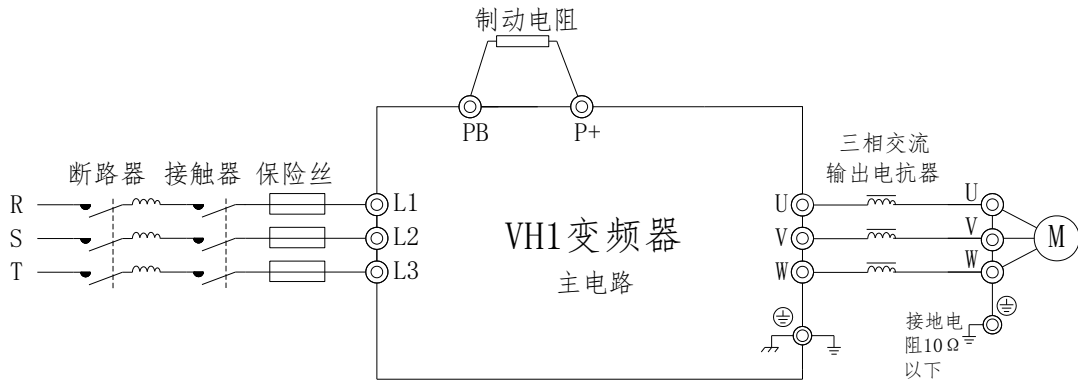 制动电阻
PB
P+
断路器
接触器
保险丝
三相交流
输出电抗器
R
L1
U
U
S
L2
VH1变频器
V
V
M
T
L3
主电路
W
W
接地电
阻10Ω
以下